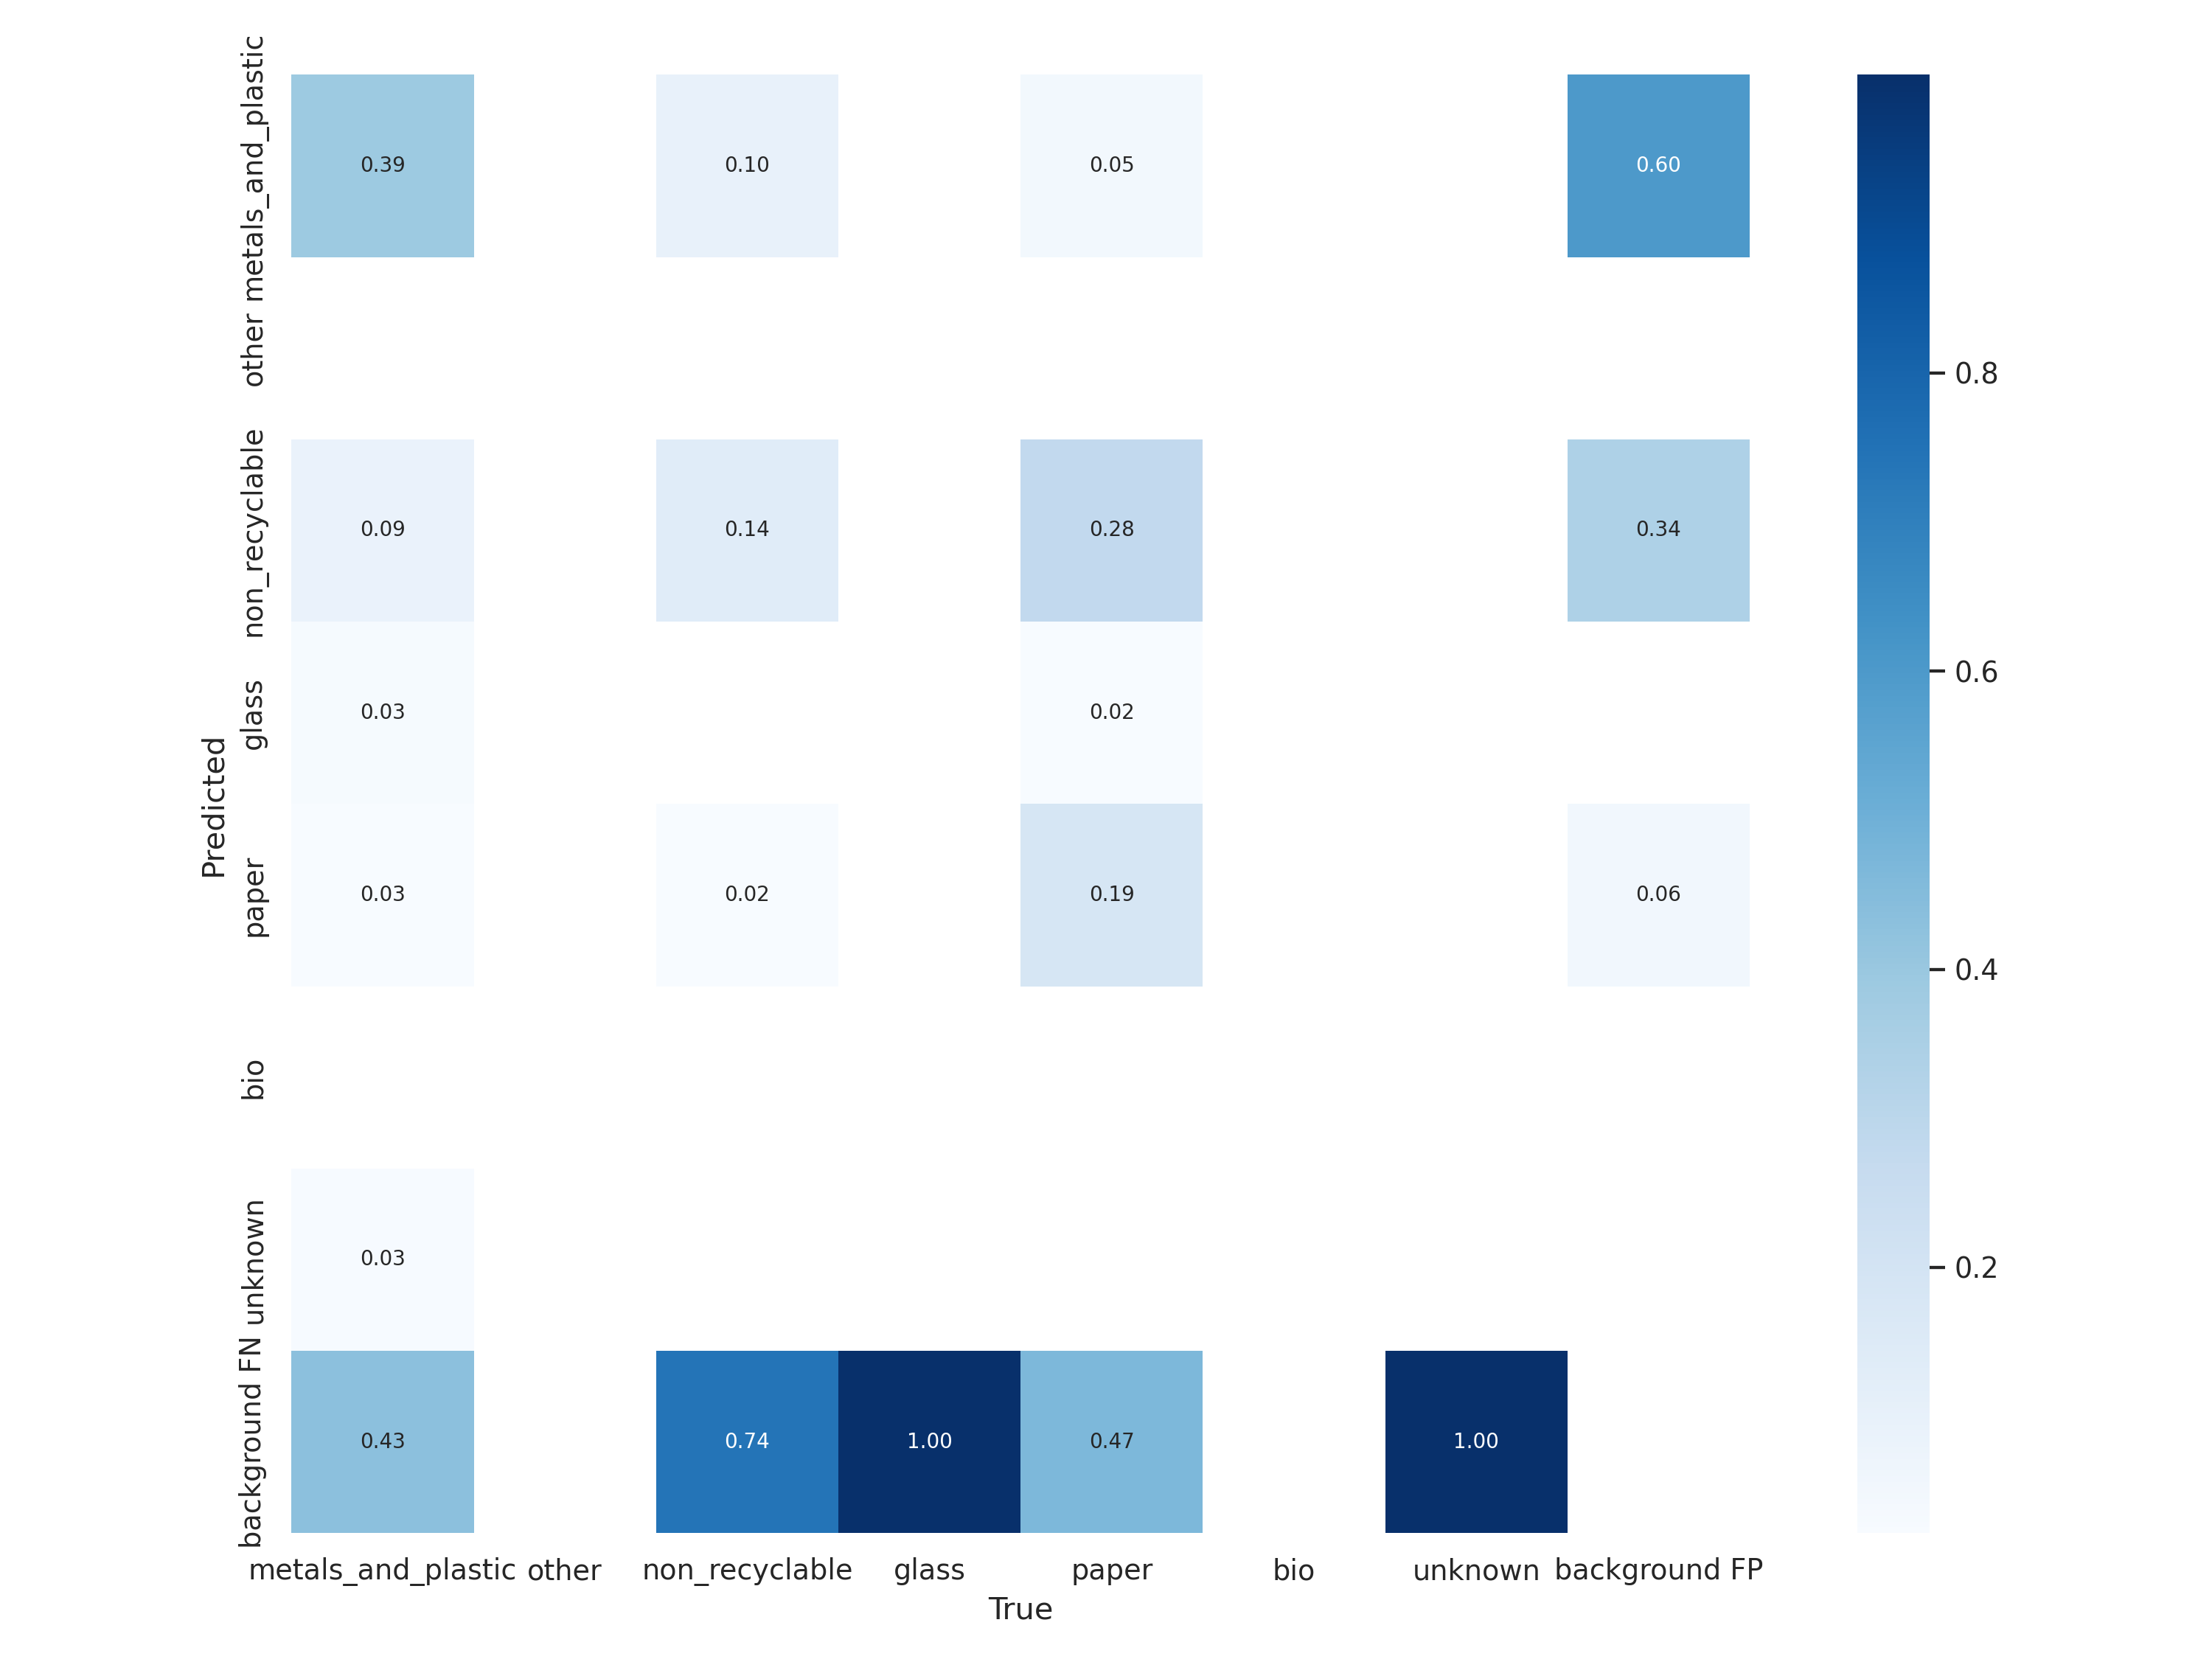 metals_and_plastic
0.39 0.10 0.05 0.60
other
non_recyclable
0.09 0.14 0.28 0.34
glass
0.03 0.02
paper
0.03 0.02 0.19 0.06
bio
unknown
0.03
background FN
0.43 0.74 1.00 0.47 1.00
Predicted
metals_and_plastic other non_recyclable glass paper bio unknown background FP
True
0.8
0.6
0.4
0.2